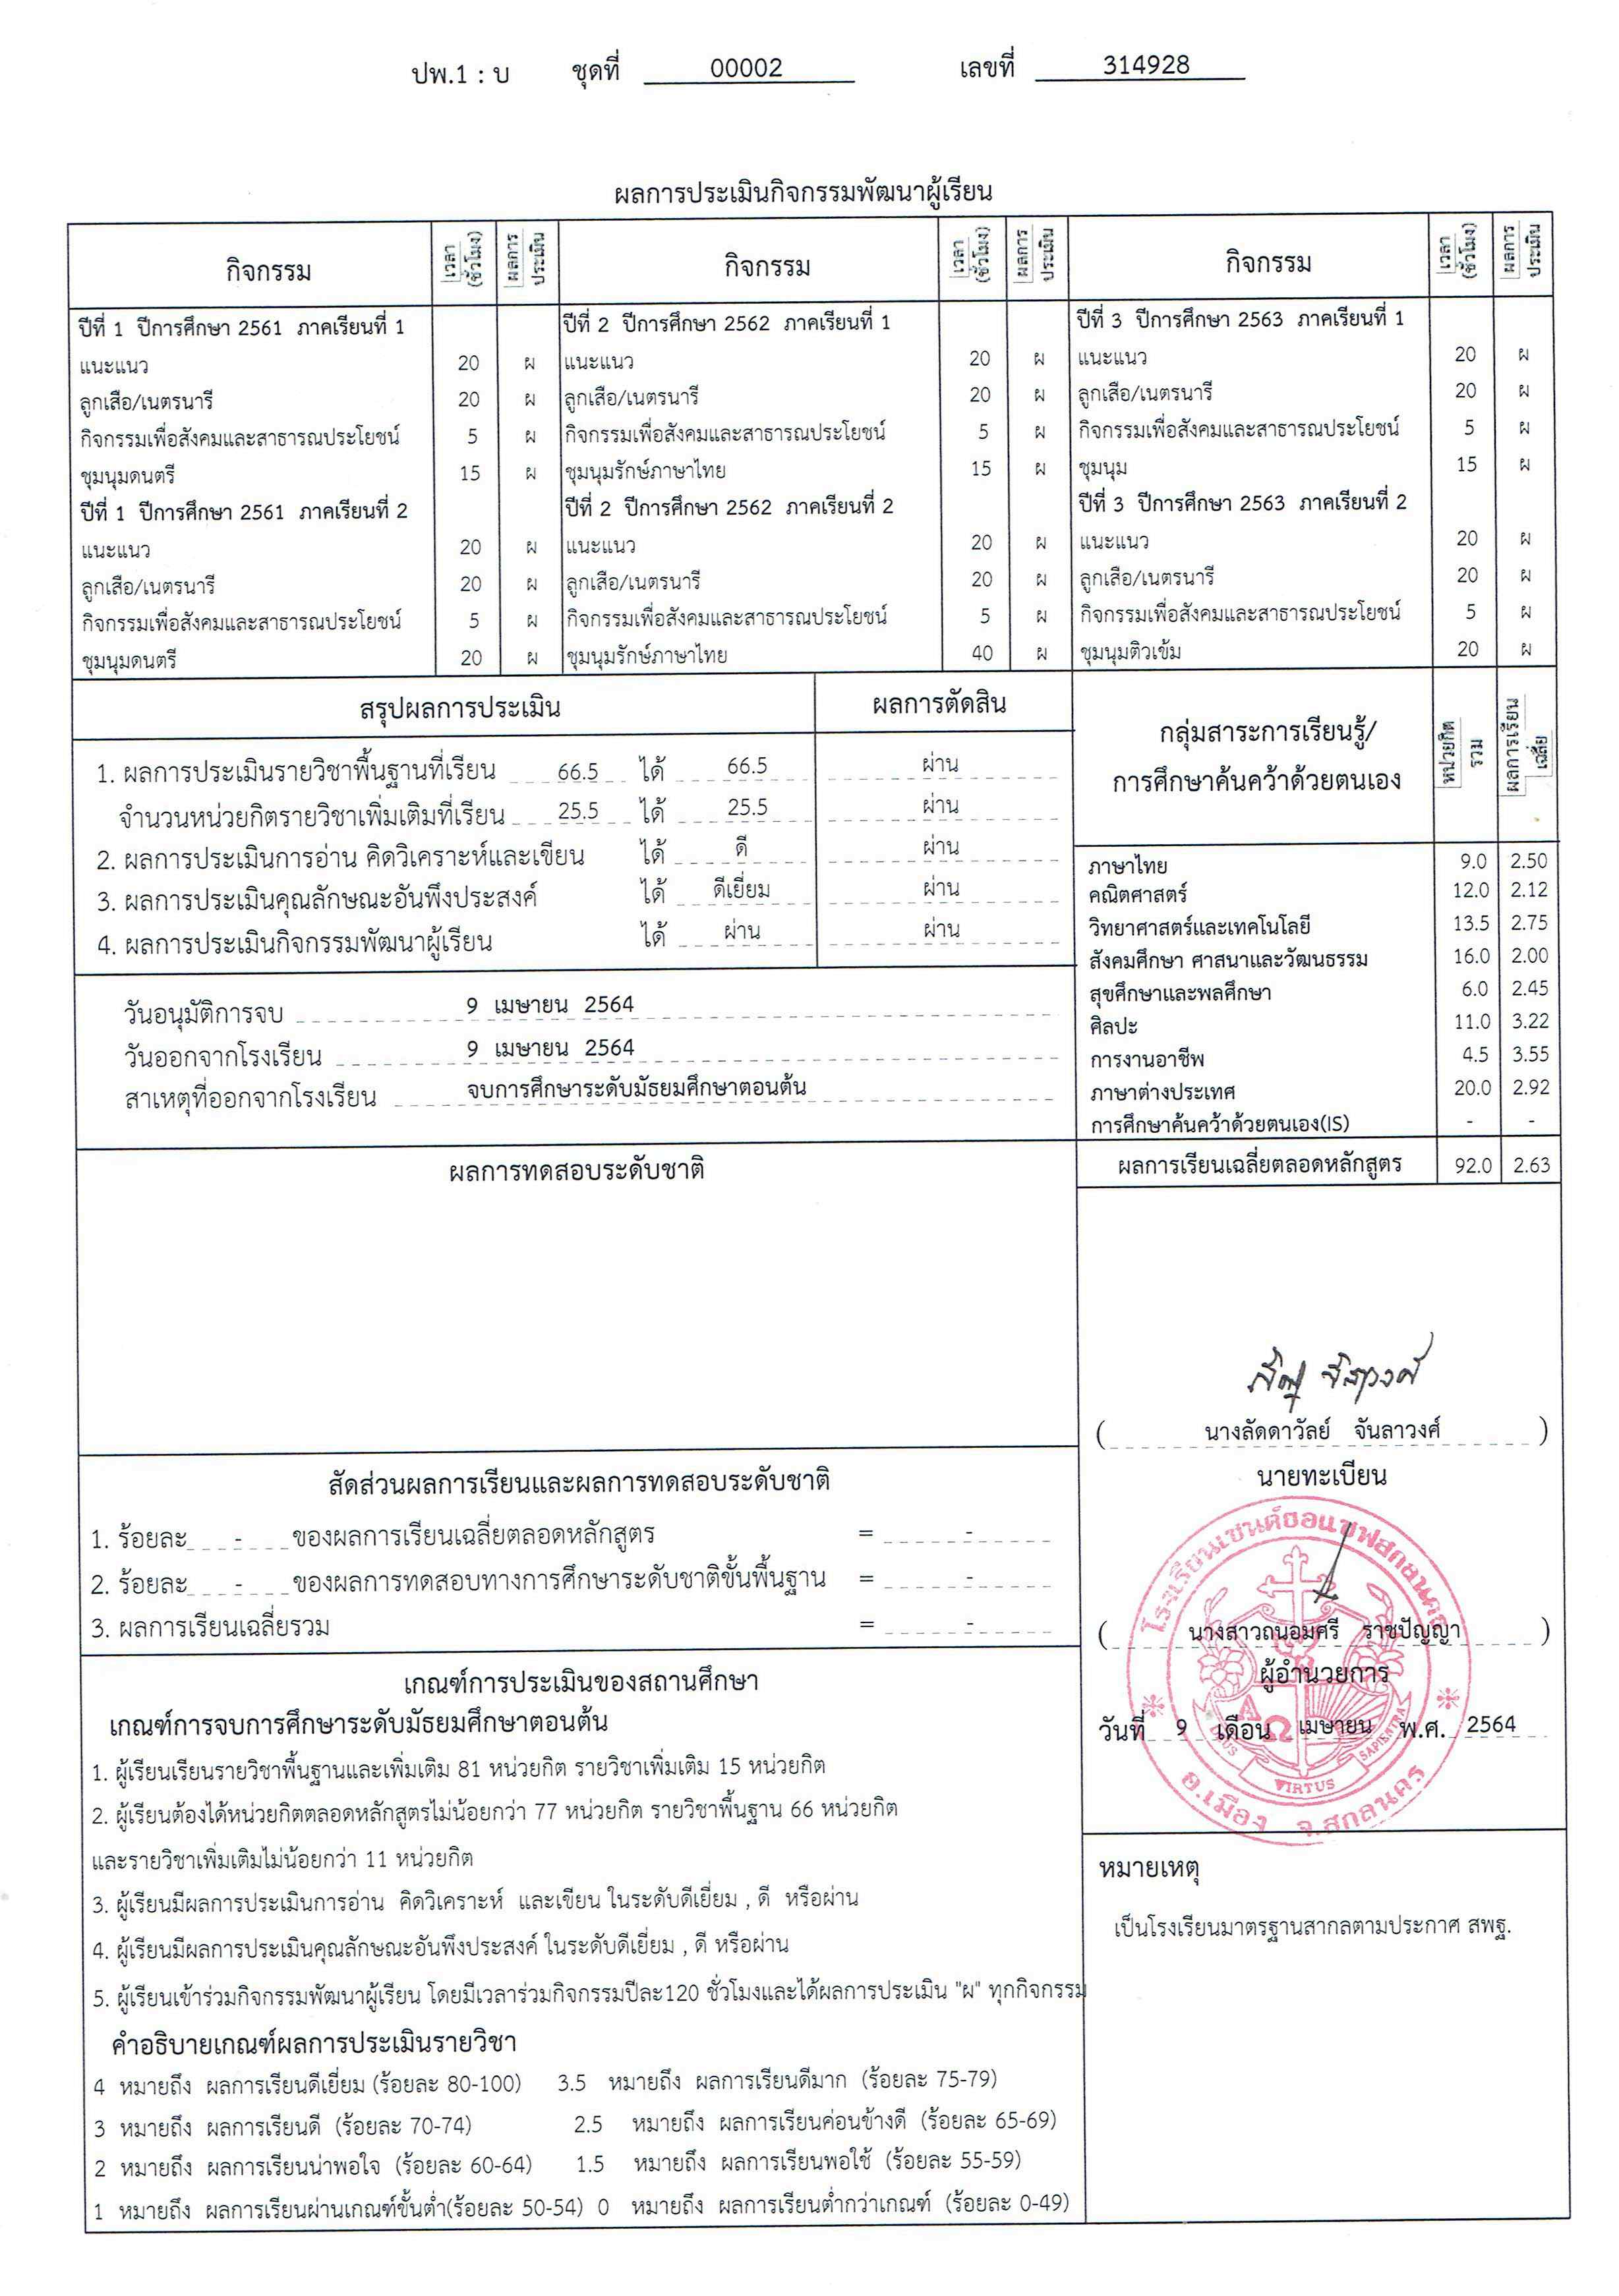 ปพ.1 : บ ชุดที่ 00002 เลขที่ 314928
ผลการประเมินกิจกรรมพัฒนาผู้เรียน
กิจกรรม เวลา (ชั่วโมง) ผลการประเมิน กิจกรรม เวลา (ชั่วโมง) ผลการประเมิน กิจกรรม เวลา (ชั่วโมง) ผลการประเมิน
ปีที่ 1 ปีการศึกษา 2561 ภาคเรียนที่ 1 ปีที่ 2 ปีการศึกษา 2562 ภาคเรียนที่ 1 ปีที่ 3 ปีการศึกษา 2563 ภาคเรียนที่ 1
แนะแนว 20 ผ แนะแนว 20 ผ แนะแนว 20 ผ
ลูกเสือ/เนตรนารี 20 ผ ลูกเสือ/เนตรนารี 20 ผ ลูกเสือ/เนตรนารี 20 ผ
กิจกรรมเพื่อสังคมและสาธารณประโยชน์ 5 ผ กิจกรรมเพื่อสังคมและสาธารณประโยชน์ 5 ผ กิจกรรมเพื่อสังคมและสาธารณประโยชน์ 5 ผ
ชุมนุมดนตรี 15 ผ ชุมนุมรักษ์ภาษาไทย 15 ผ ชุมนุม 15 ผ
ปีที่ 1 ปีการศึกษา 2561 ภาคเรียนที่ 2 ปีที่ 2 ปีการศึกษา 2562 ภาคเรียนที่ 2 ปีที่ 3 ปีการศึกษา 2563 ภาคเรียนที่ 2
แนะแนว 20 ผ แนะแนว 20 ผ แนะแนว 20 ผ
ลูกเสือ/เนตรนารี 20 ผ ลูกเสือ/เนตรนารี 20 ผ ลูกเสือ/เนตรนารี 20 ผ
กิจกรรมเพื่อสังคมและสาธารณประโยชน์ 5 ผ กิจกรรมเพื่อสังคมและสาธารณประโยชน์ 5 ผ กิจกรรมเพื่อสังคมและสาธารณประโยชน์ 5 ผ
ชุมนุมดนตรี 20 ผ ชุมนุมรักษ์ภาษาไทย 40 ผ ชุมนุมติวเข้ม 20 ผ
สรุปผลการประเมิน ผลการตัดสิน
1. ผลการประเมินรายวิชาพื้นฐานที่เรียน 66.5 ได้ 66.5 ผ่าน
จำนวนหน่วยกิตรายวิชาเพิ่มเติมที่เรียน 25.5 ได้ 25.5 ผ่าน
2. ผลการประเมินการอ่าน คิดวิเคราะห์และเขียน ได้ ดี ผ่าน
3. ผลการประเมินคุณลักษณะอันพึงประสงค์ ได้ ดีเยี่ยม ผ่าน
4. ผลการประเมินกิจกรรมพัฒนาผู้เรียน ได้ ผ่าน ผ่าน
วันอนุมัติการจบ 9 เมษายน 2564
วันออกจากโรงเรียน 9 เมษายน 2564
สาเหตุที่ออกจากโรงเรียน จบการศึกษาระดับมัธยมศึกษาตอนต้น
กลุ่มสาระการเรียนรู้/
การศึกษาค้นคว้าด้วยตนเอง
หน่วยกิตรวม ผลการเรียนเฉลี่ย
ภาษาไทย 9.0 2.50
คณิตศาสตร์ 12.0 2.12
วิทยาศาสตร์และเทคโนโลยี 13.5 2.75
สังคมศึกษา ศาสนาและวัฒนธรรม 16.0 2.00
สุขศึกษาและพลศึกษา 6.0 2.45
ศิลปะ 11.0 3.22
การงานอาชีพ 4.5 3.55
ภาษาต่างประเทศ 20.0 2.92
การศึกษาค้นคว้าด้วยตนเอง(IS) - -
ผลการเรียนเฉลี่ยตลอดหลักสูตร 92.0 2.63
ผลการทดสอบระดับชาติ
สัดส่วนผลการเรียนและผลการทดสอบระดับชาติ
1. ร้อยละ - ของผลการเรียนเฉลี่ยตลอดหลักสูตร = -
2. ร้อยละ - ของผลการทดสอบทางการศึกษาระดับชาติขั้นพื้นฐาน = -
3. ผลการเรียนเฉลี่ยรวม = -
เกณฑ์การประเมินของสถานศึกษา
เกณฑ์การจบการศึกษาระดับมัธยมศึกษาตอนต้น
1. ผู้เรียนเรียนรายวิชาพื้นฐานและเพิ่มเติม 81 หน่วยกิต รายวิชาเพิ่มเติม 15 หน่วยกิต
2. ผู้เรียนต้องได้หน่วยกิตตลอดหลักสูตรไม่น้อยกว่า 77 หน่วยกิต รายวิชาพื้นฐาน 66 หน่วยกิต
และรายวิชาเพิ่มเติมไม่น้อยกว่า 11 หน่วยกิต
3. ผู้เรียนมีผลการประเมินการอ่าน คิดวิเคราะห์ และเขียน ในระดับดีเยี่ยม , ดี หรือผ่าน
4. ผู้เรียนมีผลการประเมินคุณลักษณะอันพึงประสงค์ ในระดับดีเยี่ยม , ดี หรือผ่าน
5. ผู้เรียนเข้าร่วมกิจกรรมพัฒนาผู้เรียน โดยมีเวลาร่วมกิจกรรมปีละ120 ชั่วโมงและได้ผลการประเมิน "ผ" ทุกกิจกรรม
คำอธิบายเกณฑ์ผลการประเมินรายวิชา
4 หมายถึง ผลการเรียนดีเยี่ยม (ร้อยละ 80-100) 3.5 หมายถึง ผลการเรียนดีมาก (ร้อยละ 75-79)
3 หมายถึง ผลการเรียนดี (ร้อยละ 70-74) 2.5 หมายถึง ผลการเรียนค่อนข้างดี (ร้อยละ 65-69)
2 หมายถึง ผลการเรียนน่าพอใจ (ร้อยละ 60-64) 1.5 หมายถึง ผลการเรียนพอใช้ (ร้อยละ 55-59)
1 หมายถึง ผลการเรียนผ่านเกณฑ์ขั้นต่ำ(ร้อยละ 50-54) 0 หมายถึง ผลการเรียนต่ำกว่าเกณฑ์ (ร้อยละ 0-49)
( นางลัดดาวัลย์ จันลาวงศ์ )
นายทะเบียน
โรงเรียนเซนต์ยอแซฟสกลนคร
( นางสาวถนอมศรี ราชปัญญา )
ผู้อำนวยการ
Α Ω
วันที่ 9 เดือน เมษายน พ.ศ. 2564
VIRTUS SAPIENTIA
อ.เมือง จ.สกลนคร
หมายเหตุ
เป็นโรงเรียนมาตรฐานสากลตามประกาศ สพฐ.